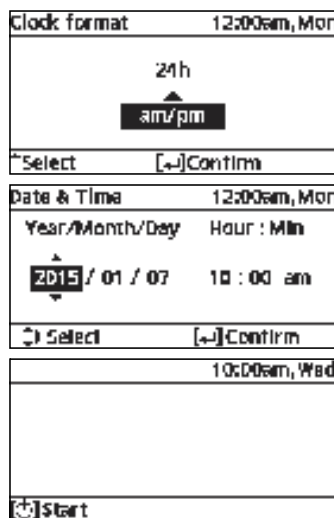 Clock format 12:00am, Mon
24h
am/pm
Select [↵]Confirm
Date & Time 12:00am, Mon
Year/Month/Day Hour : Min
2015 / 01 / 07 10 : 00 am
Select [↵]Confirm
10:00am, Wed
[⏻]Start